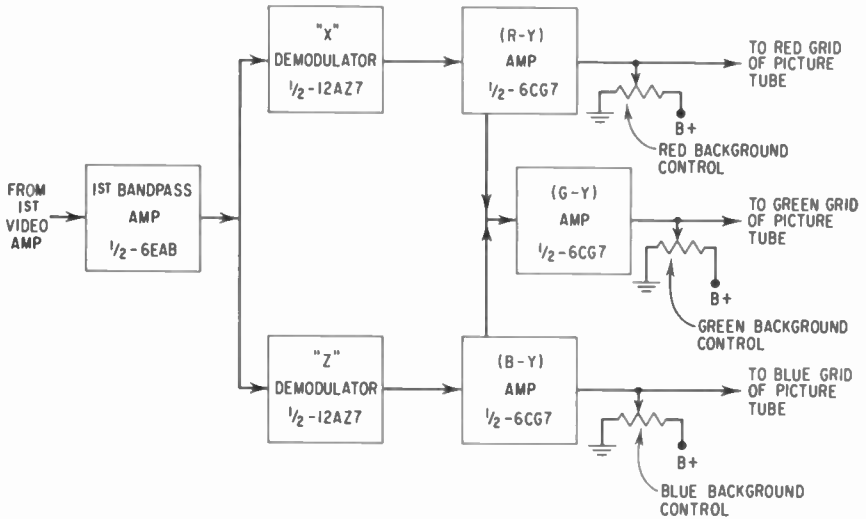 "X"
DEMODULATOR
1/2-12AZ7
(R-Y)
AMP
1/2-6CG7
TO RED GRID
OF PICTURE
TUBE
B+
RED BACKGROUND
CONTROL
FROM
1ST
VIDEO
AMP
1ST BANDPASS
AMP
1/2-6EA8
(G-Y)
AMP
1/2-6CG7
TO GREEN GRID
OF PICTURE
TUBE
B+
GREEN BACKGROUND
CONTROL
"Z"
DEMODULATOR
1/2-12AZ7
(B-Y)
AMP
1/2-6CG7
TO BLUE GRID
OF PICTURE
TUBE
B+
BLUE BACKGROUND
CONTROL